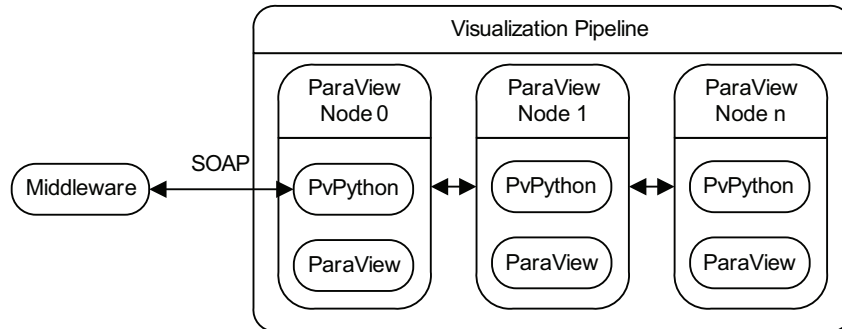 Visualization Pipeline
ParaView
Node 0
ParaView
Node 1
ParaView
Node n
SOAP
Middleware
PvPython
PvPython
PvPython
ParaView
ParaView
ParaView